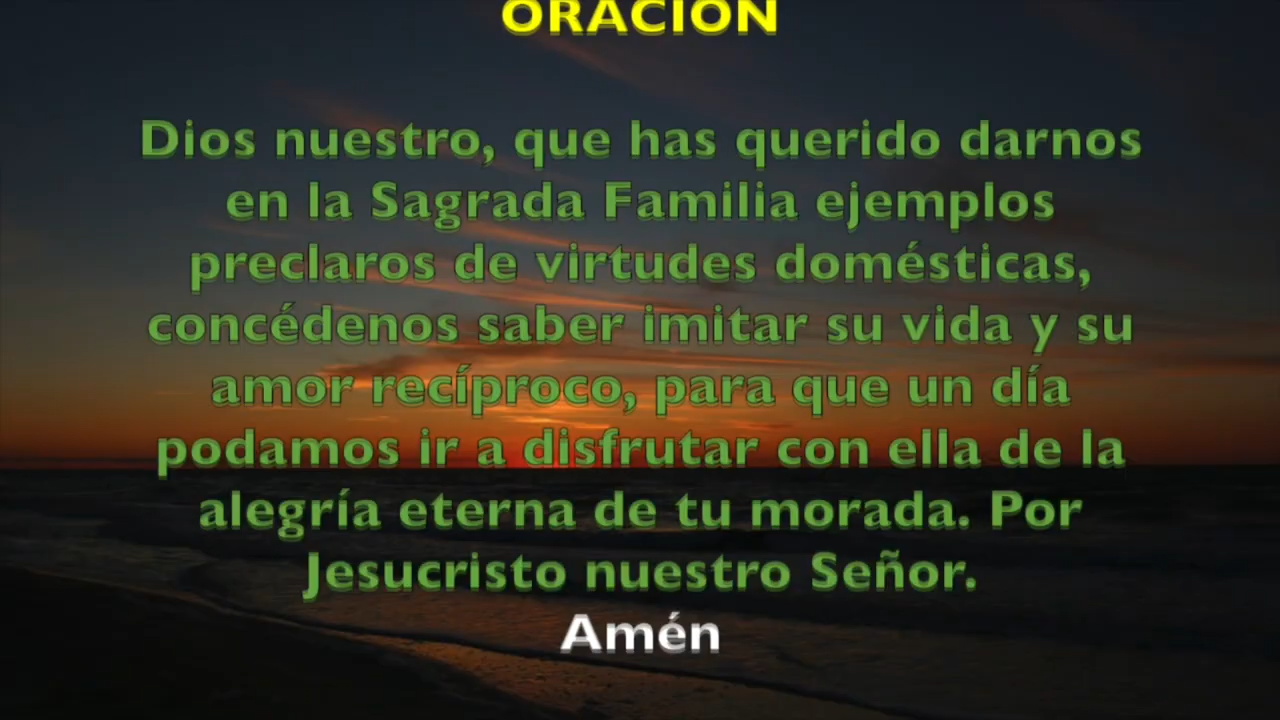 ORACIÓN
Dios nuestro, que has querido darnos
en la Sagrada Familia ejemplos
preclaros de virtudes domésticas,
concédenos saber imitar su vida y su
amor recíproco, para que un día
podamos ir a disfrutar con ella de la
alegría eterna de tu morada. Por
Jesucristo nuestro Señor.
Amén